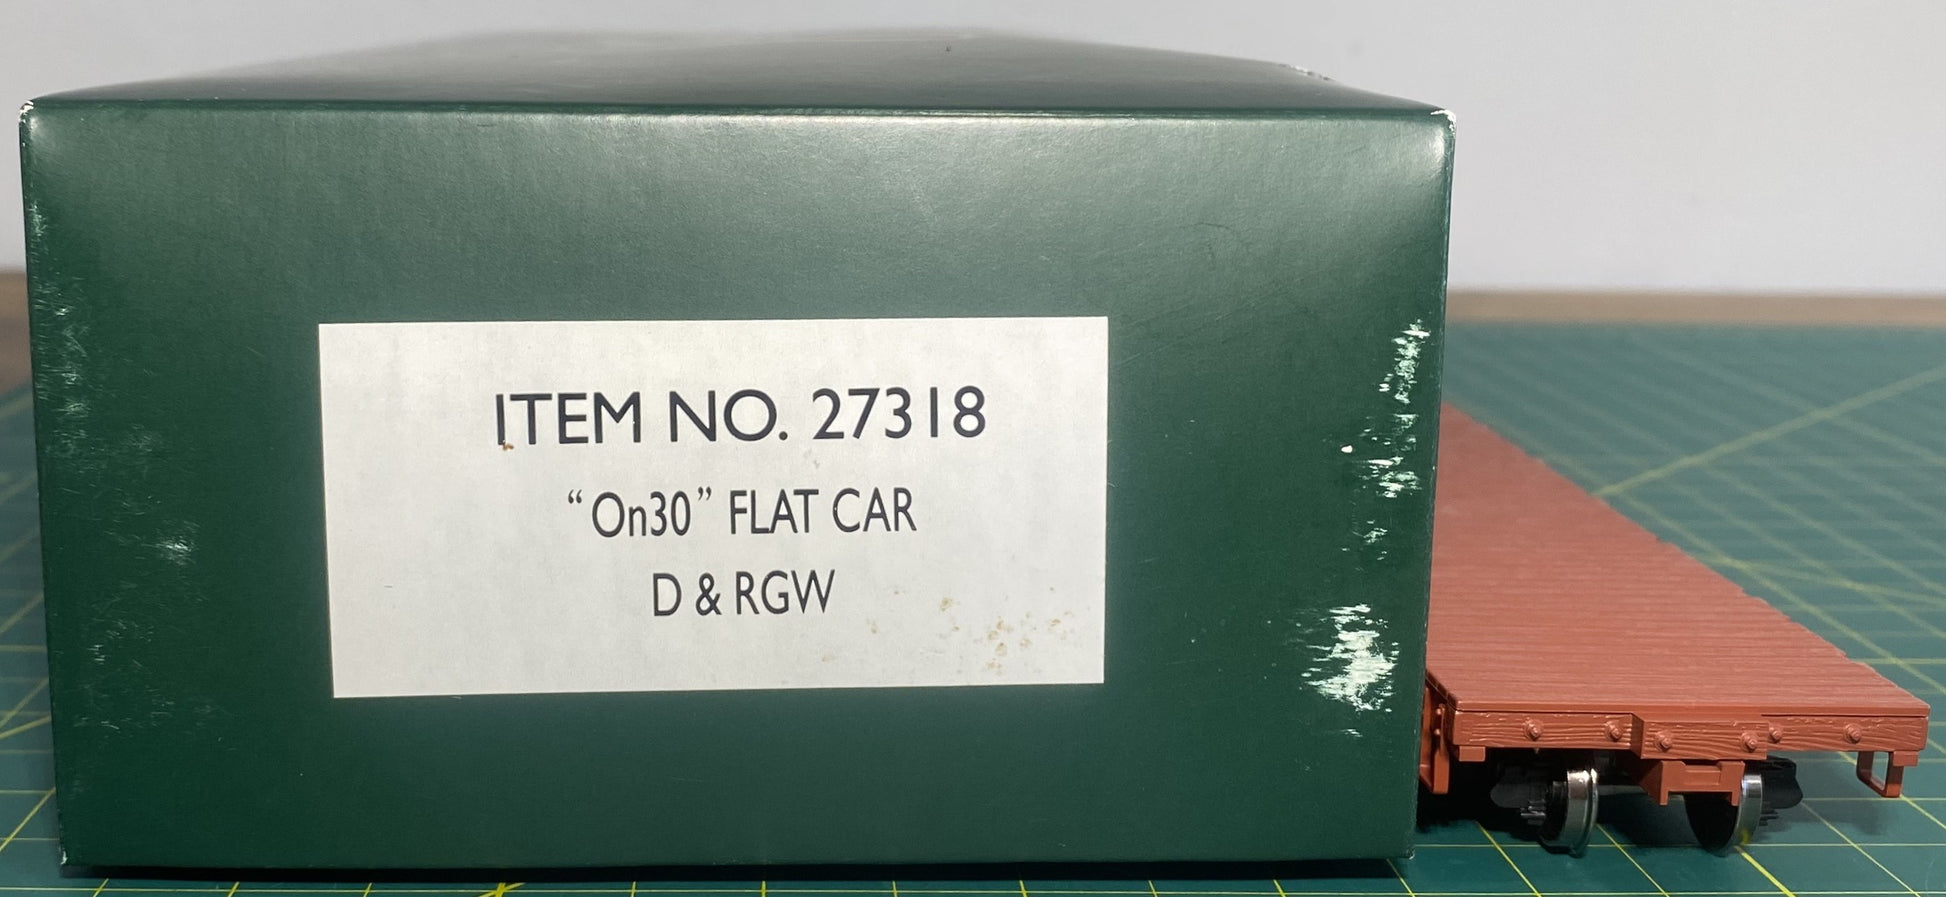 ITEM NO. 27318
“On30” FLAT CAR
D & RGW